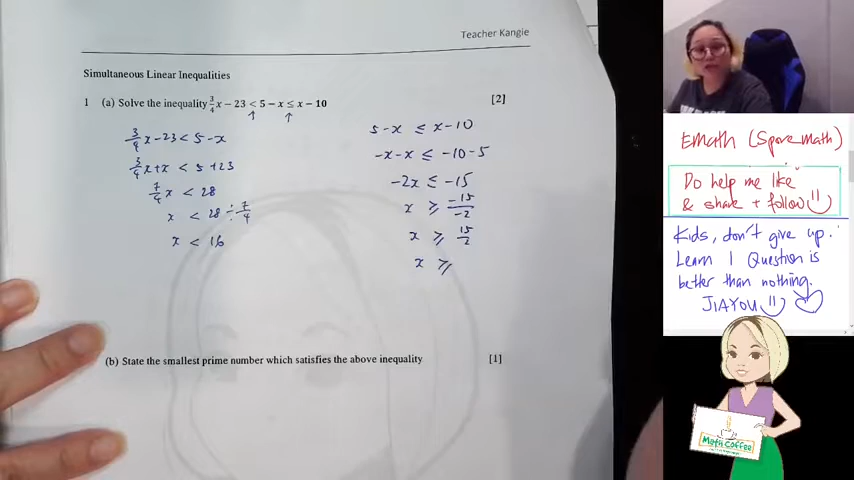 Teacher Kangie
Simultaneous Linear Inequalities
1 (a) Solve the inequality 3/4 x − 23 < 5 − x ≤ x − 10 [2]
3/4 x − 23 < 5 − x
3/4 x + x < 5 + 23
7/4 x < 28
x < 28 ÷ 7/4
x < 16
5 − x ≤ x − 10
−x − x ≤ −10 − 5
−2x ≤ −15
x ≥ −15/−2
x ≥ 15/2
x ≥
(b) State the smallest prime number which satisfies the above inequality [1]
EMath (Spore Math)
Do help me like
& share + follow
Kids, don't give up.
Learn 1 Question is
better than nothing.
JIAYOU
Math Coffee